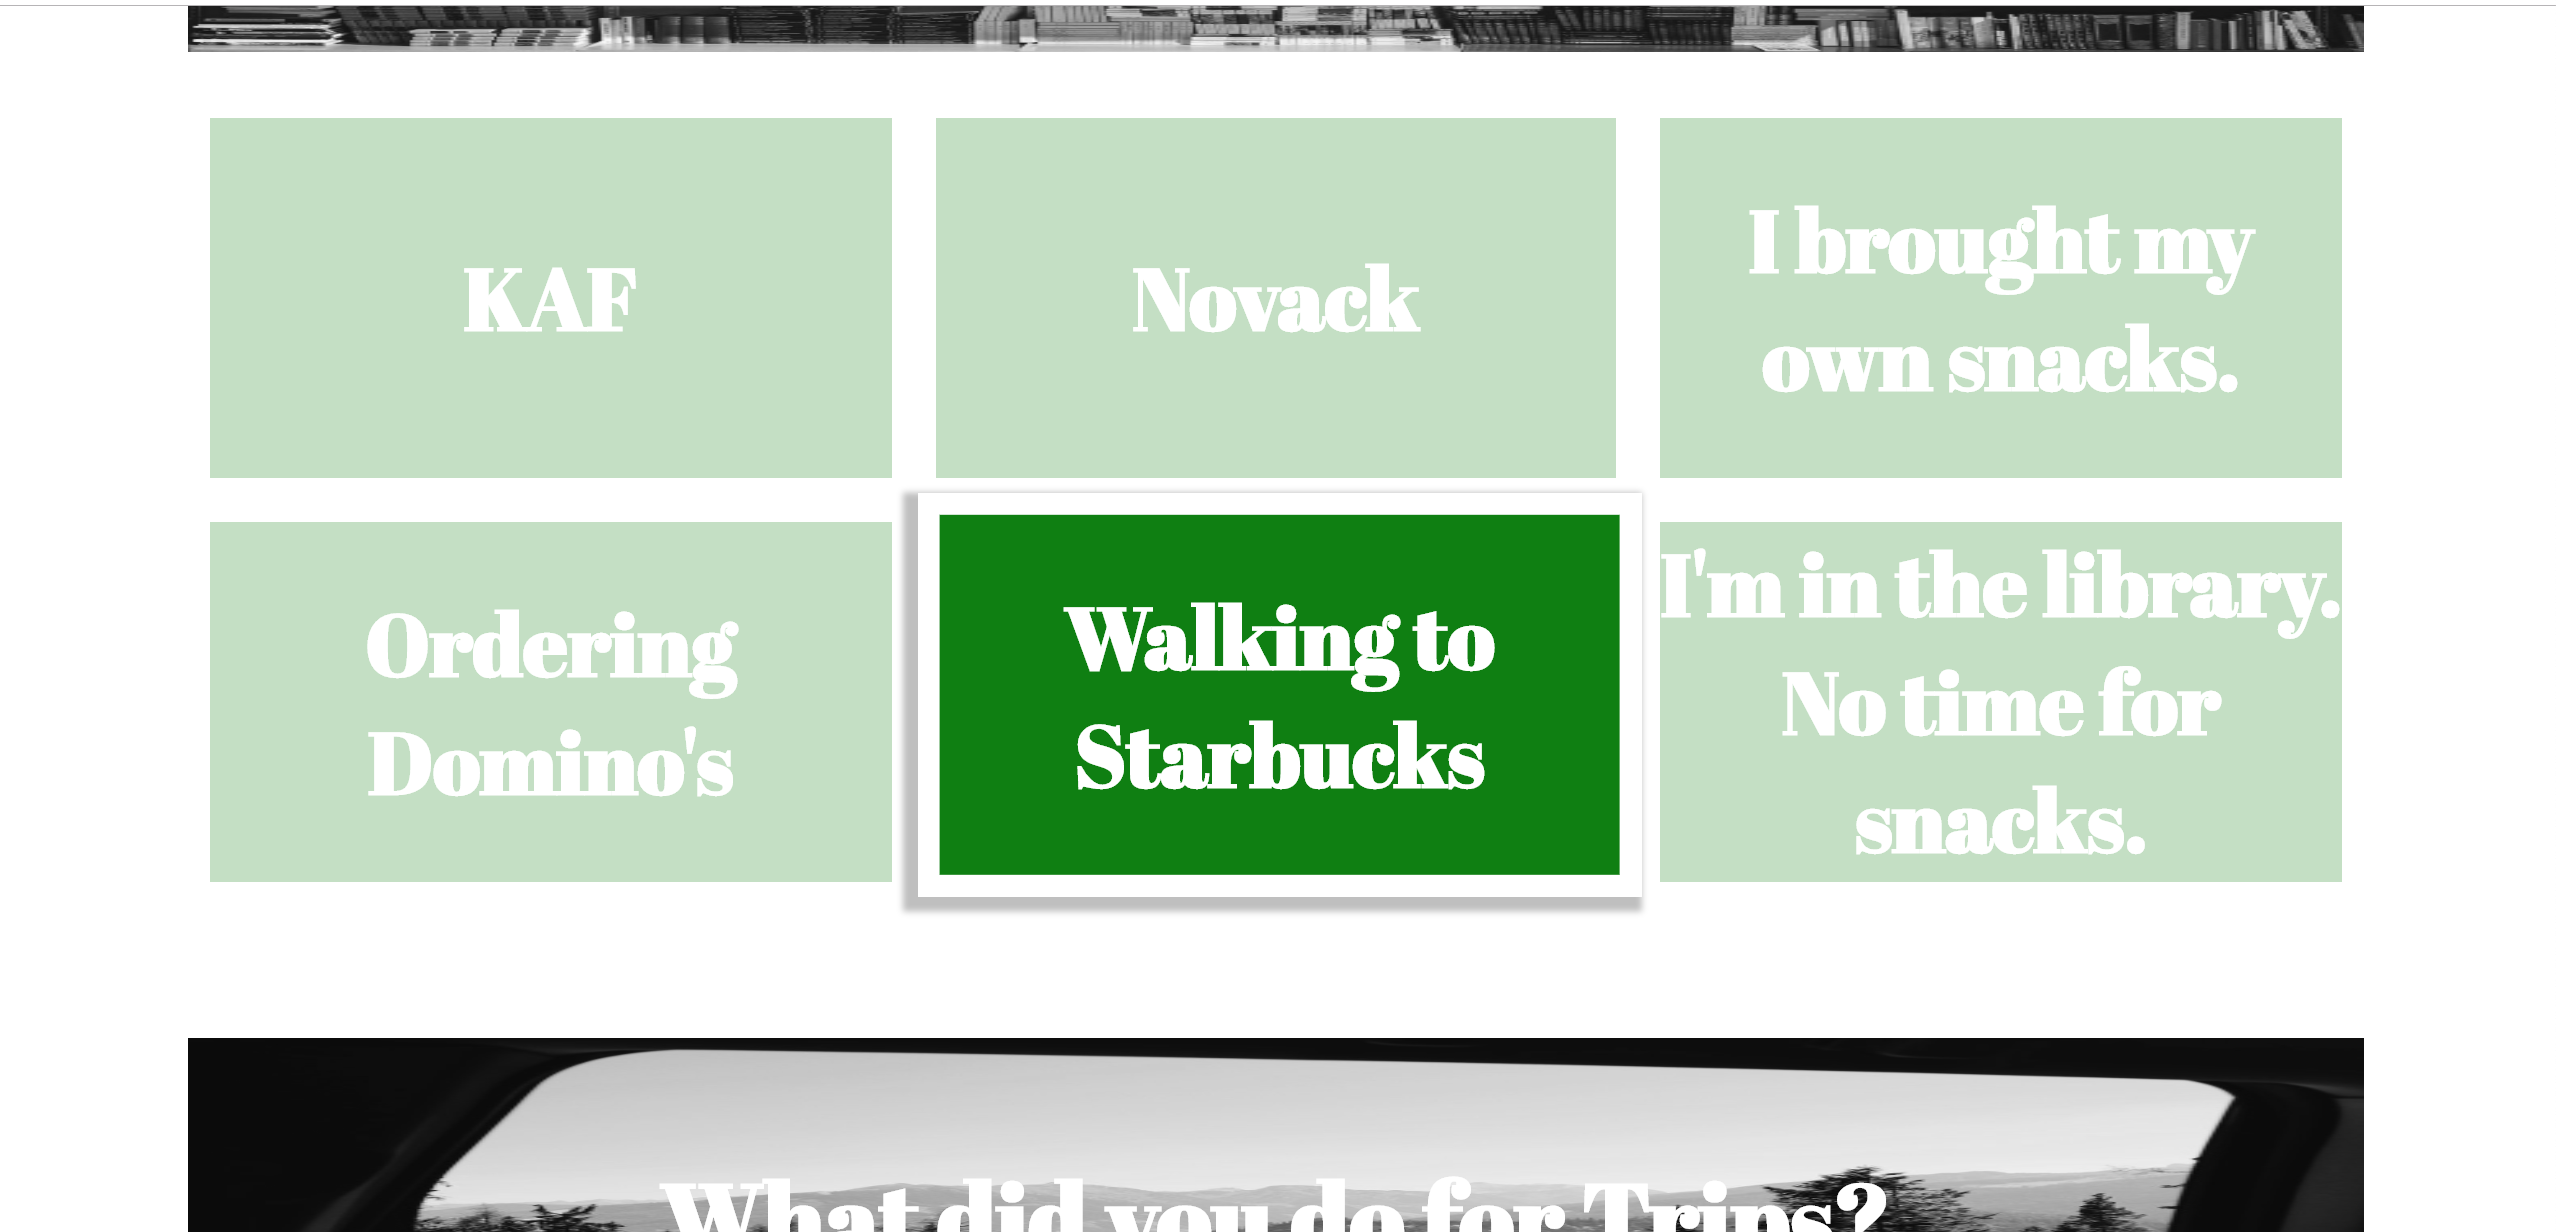 KAF
Novack
I brought my
own snacks.
Ordering
Domino's
Walking to
Starbucks
I'm in the library.
No time for
snacks.
What did you do for Trips?